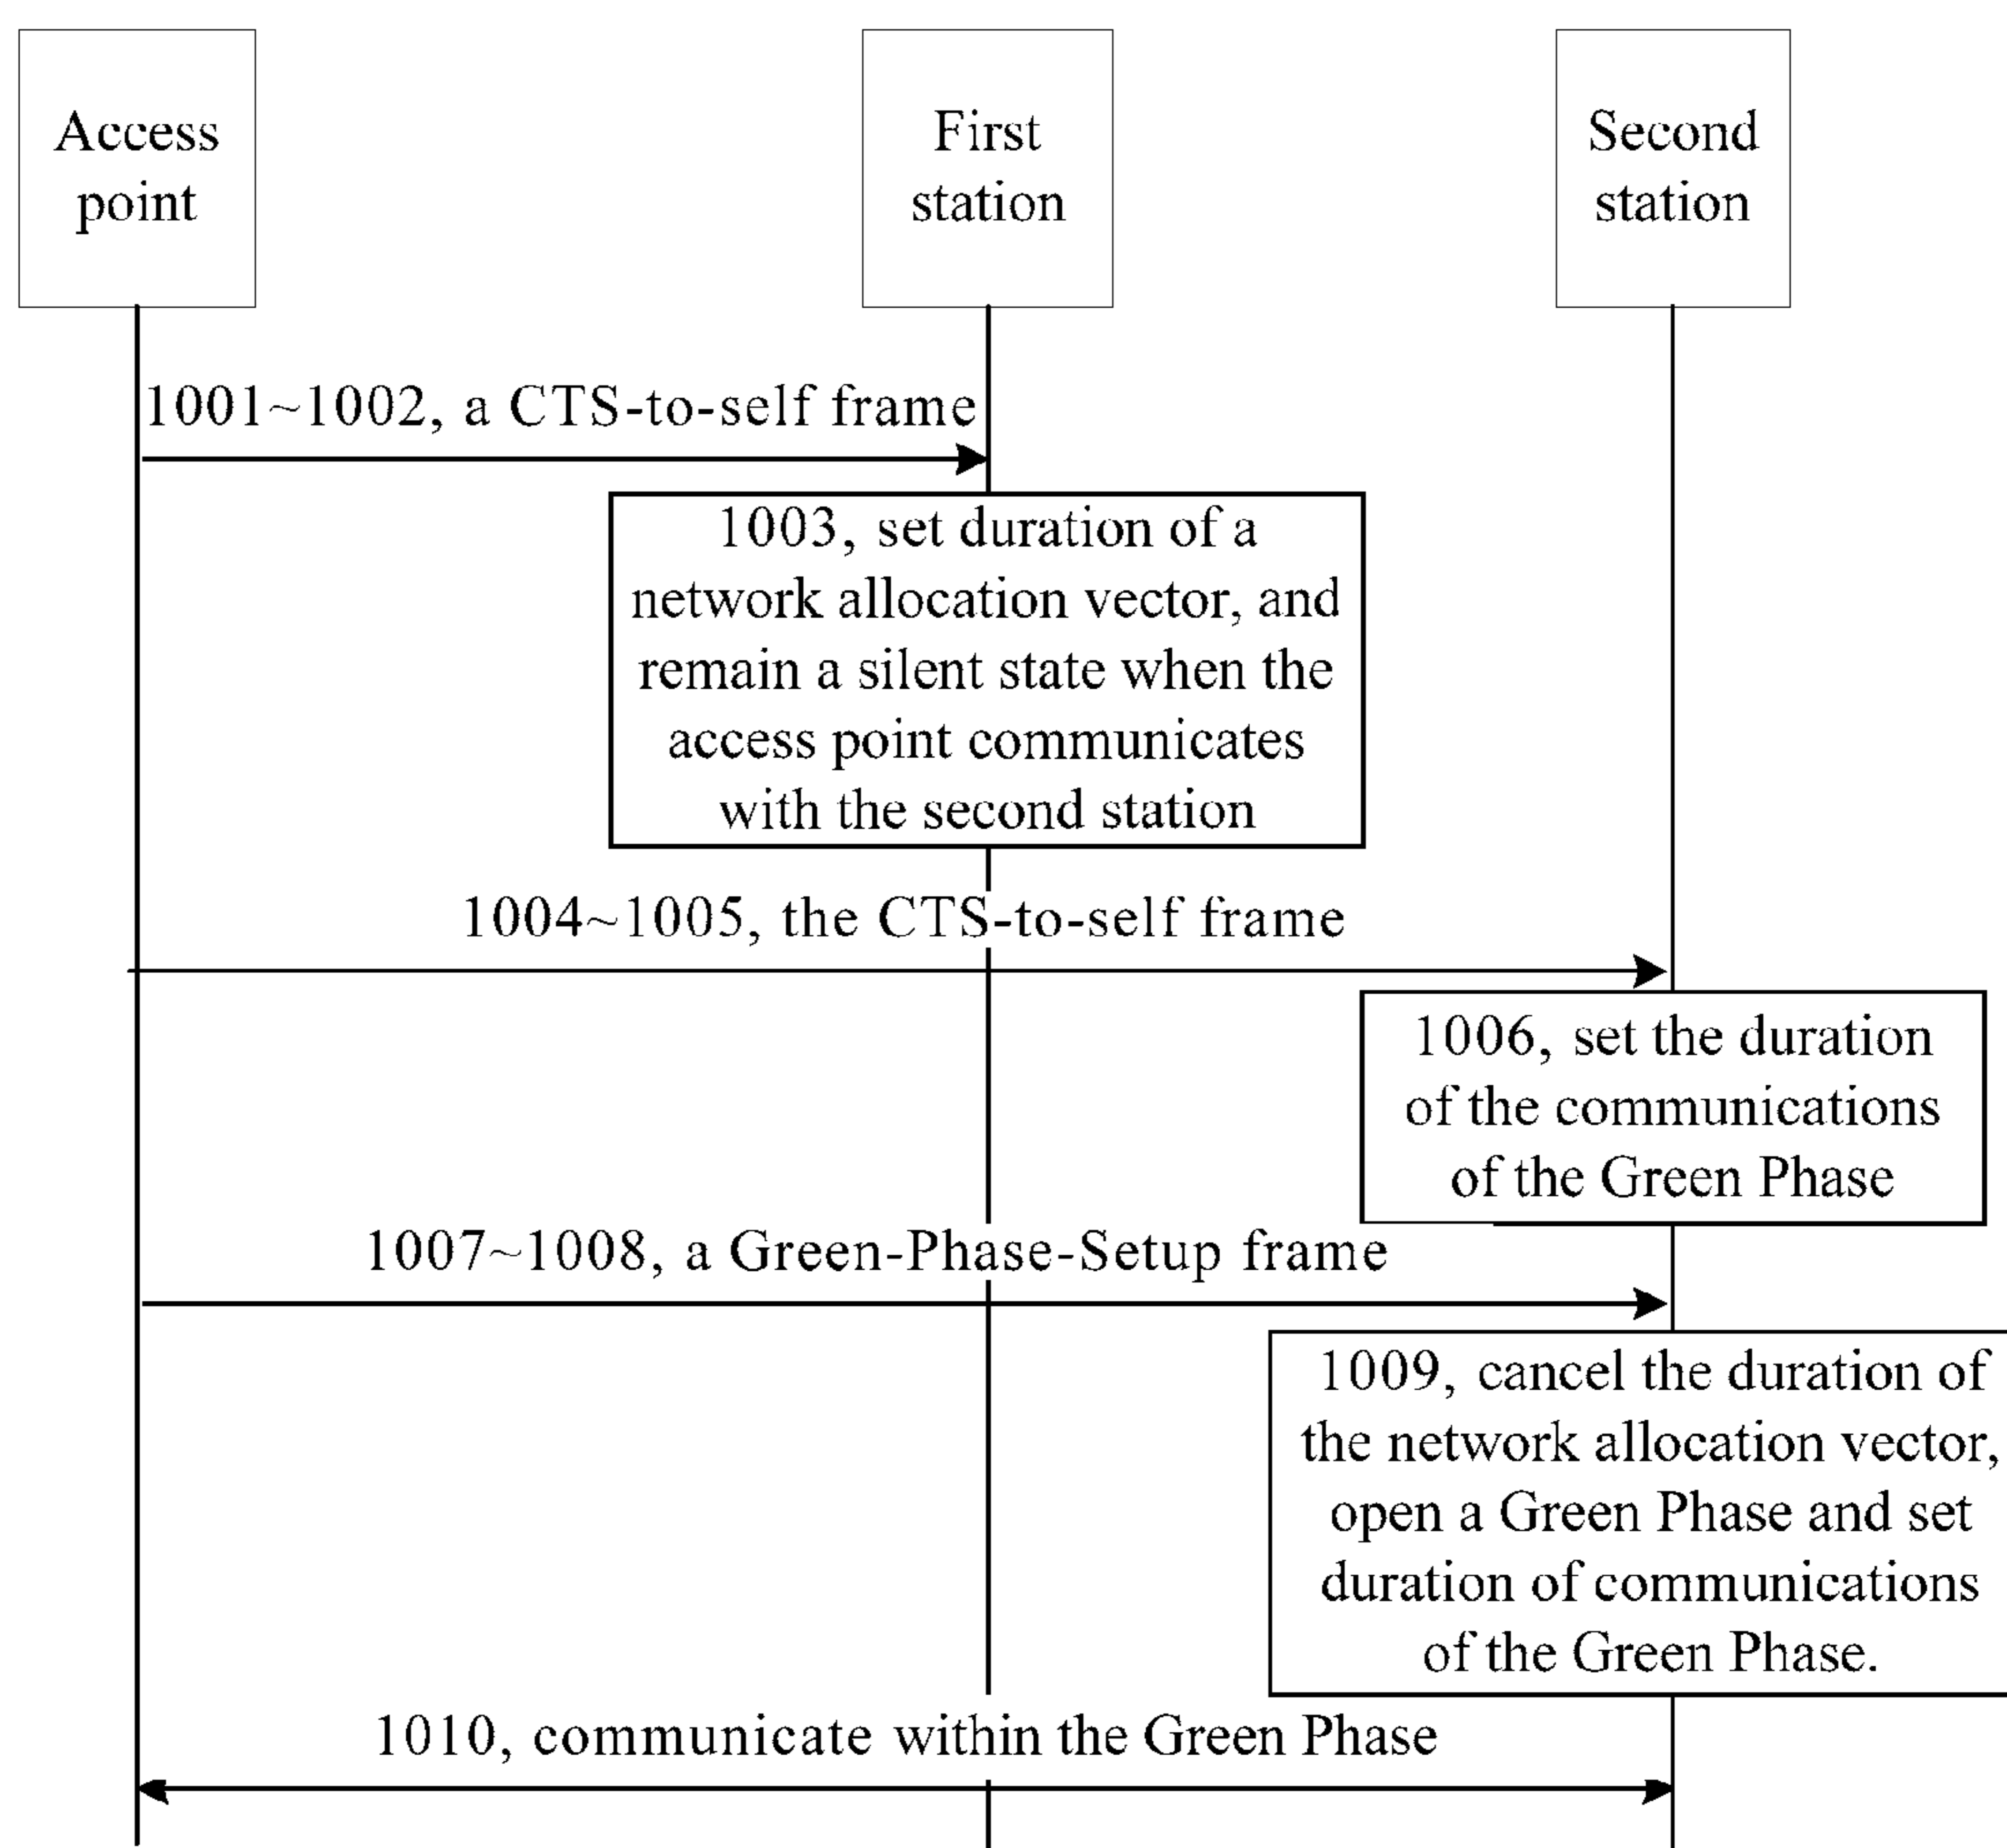 Access
point
First
station
Second
station
1001~1002, a CTS-to-self frame
1003, set duration of a
network allocation vector, and
remain a silent state when the
access point communicates
with the second station
1004~1005, the CTS-to-self frame
1006, set the duration
of the communications
of the Green Phase
1007~1008, a Green-Phase-Setup frame
1009, cancel the duration of
the network allocation vector,
open a Green Phase and set
duration of communications
of the Green Phase.
1010, communicate within the Green Phase